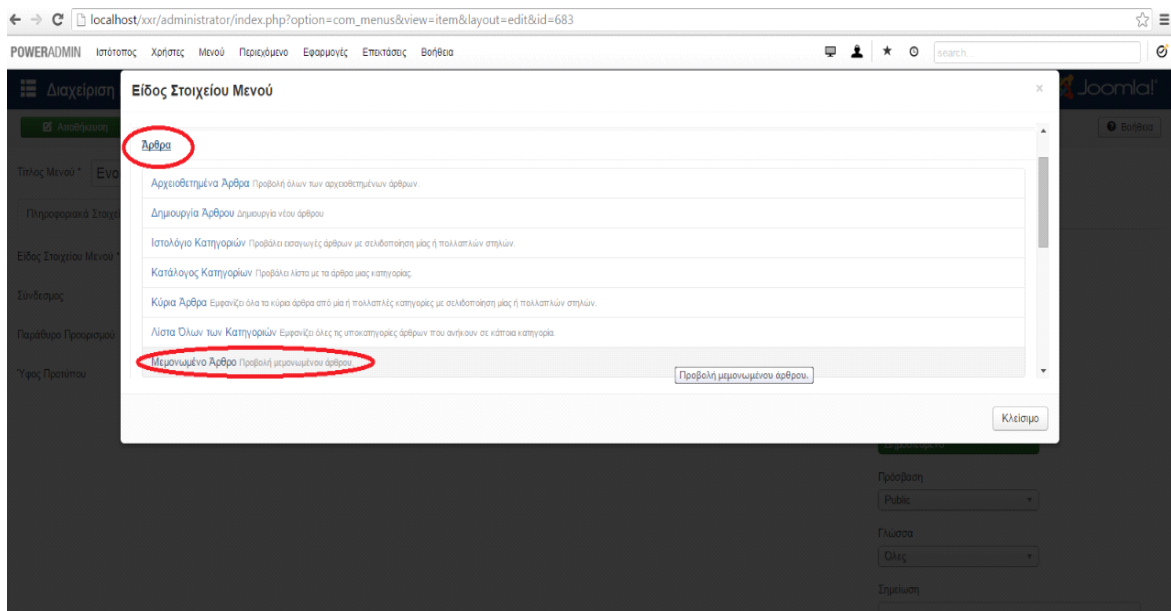 localhost/xxr/administrator/index.php?option=com_menus&view=item&layout=edit&id=683
POWERADMIN Ιστότοπος Χρήστες Μενού Περιεχόμενο Εφαρμογές Επεκτάσεις Βοήθεια search...
Διαχείριση Joomla!
Είδος Στοιχείου Μενού ×
Αποθήκευση Βοήθεια
Άρθρα
Τίτλος Μενού * Ενο
Αρχειοθετημένα Άρθρα Προβολή όλων των αρχειοθετημένων άρθρων.
Δημιουργία Άρθρου Δημιουργία νέου άρθρου
Πληροφοριακά Στοιχεί
Ιστολόγιο Κατηγοριών Προβάλει εισαγωγές άρθρων με σελιδοποίηση μίας ή πολλαπλών στηλών.
Είδος Στοιχείου Μενού *
Κατάλογος Κατηγορίων Προβάλει λίστα με τα άρθρα μιας κατηγορίας.
Σύνδεσμος
Κύρια Άρθρα Εμφανίζει όλα τα κύρια άρθρα από μία ή πολλαπλές κατηγορίες με σελιδοποίηση μίας ή πολλαπλών στηλών.
Παράθυρο Προορισμού
Λίστα Όλων των Κατηγοριών Εμφανίζει όλες τις υποκατηγορίες άρθρων που ανήκουν σε κάποια κατηγορία.
Μεμονωμένο Άρθρο Προβολή μεμονωμένου άρθρου.
Ύφος Προτύπου
Προβολή μεμονωμένου άρθρου.
Κλείσιμο
Πρόσβαση
Public
Γλώσσα
Όλες
Σημείωση